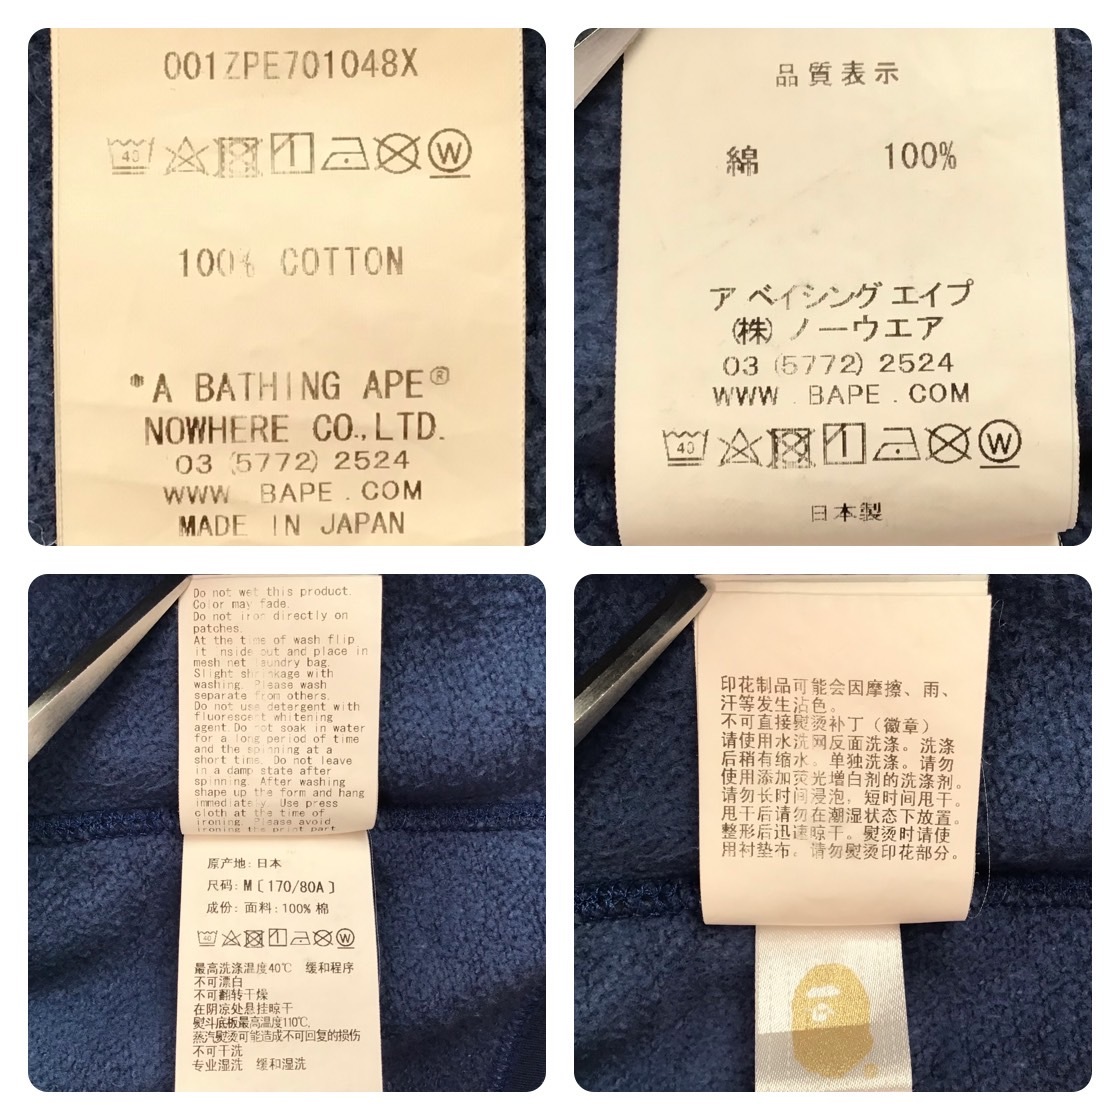 001ZPE701048X
40
W
100% COTTON
"A BATHING APE®
NOWHERE CO.,LTD.
03 (5772) 2524
WWW. BAPE.COM
MADE IN JAPAN
品質表示
綿 100%
ア ベイシング エイプ
(株) ノーウエア
03 (5772) 2524
WWW.BAPE.COM
40
W
日本製
Do not wet this product.
Color may fade.
Do not iron directly on
patches.
At the time of wash flip
it inside out and place in
mesh net laundry bag.
Slight shrinkage with
washing. Please wash
separate from others.
Do not use detergent with
fluorescent whitening
agent Do not soak in water
for a long period of time
and the spinning at a
short time. Do not leave
in a damp state after
spinning. After washing
shape up the form and hang
immediately. Use press
cloth at the time of
ironing. Please avoid
ironing the print part.
原产地: 日本
尺码: M〔170/80A〕
成份: 面料: 100% 棉
40
W
最高洗涤温度40℃ 缓和程序
不可漂白
不可翻转干燥
在阴凉处悬挂晾干
熨斗底板最高温度110℃.
蒸汽熨烫可能造成不可回复的损伤
不可干洗
专业湿洗 缓和湿洗
印花制品可能会因摩擦、雨、
汗等发生沾色。
不可直接熨烫补丁（徽章）
请使用水洗网反面洗涤。洗涤
后稍有缩水。单独洗涤。请勿
使用添加荧光增白剂的洗涤剂。
请勿长时间浸泡，短时间甩干。
甩干后请勿在潮湿状态下放置。
整形后迅速晾干。熨烫时请使
用衬垫布。请勿熨烫印花部分。